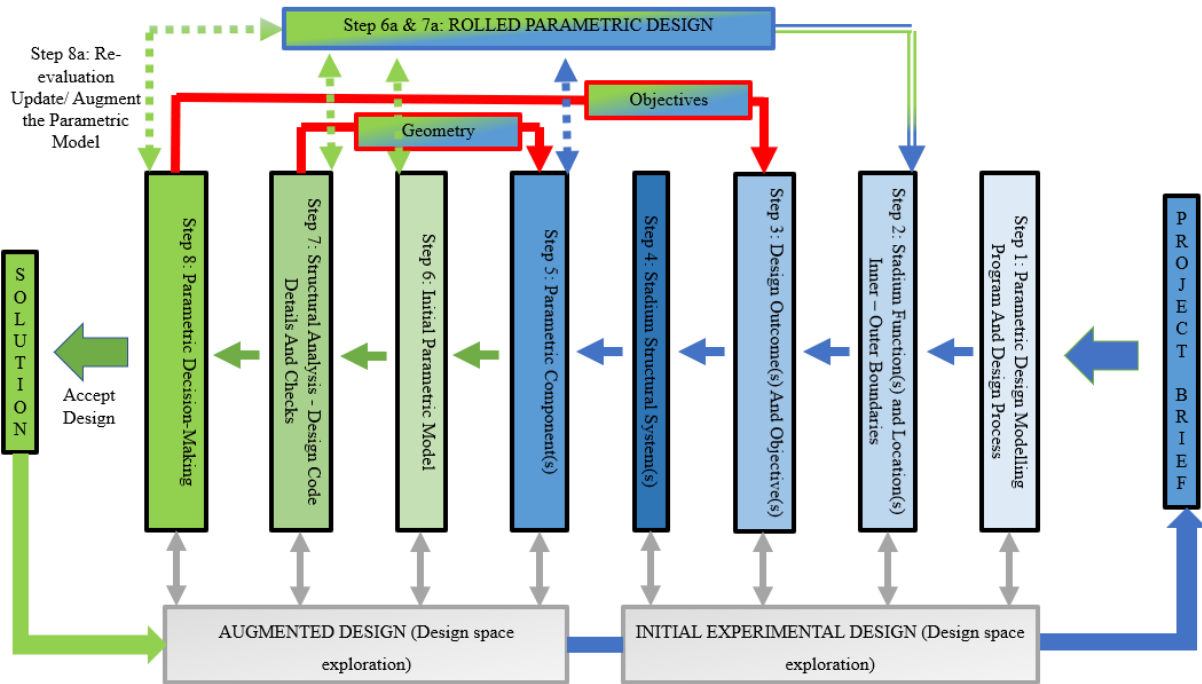 Step 6a & 7a: ROLLED PARAMETRIC DESIGN
Step 8a: Re-
evaluation
Update/ Augment
the Parametric
Model
Objectives
Geometry
SOLUTION
Accept
Design
Step 8: Parametric Decision-Making
Step 7: Structural Analysis - Design Code
Details And Checks
Step 6: Initial Parametric Model
Step 5: Parametric Component(s)
Step 4: Stadium Structural System(s)
Step 3: Design Outcome(s) And Objective(s)
Step 2: Stadium Function(s) and Location(s)
Inner – Outer Boundaries
Step 1: Parametric Design Modelling
Program And Design Process
PROJECT BRIEF
AUGMENTED DESIGN (Design space
exploration)
INITIAL EXPERIMENTAL DESIGN (Design space
exploration)